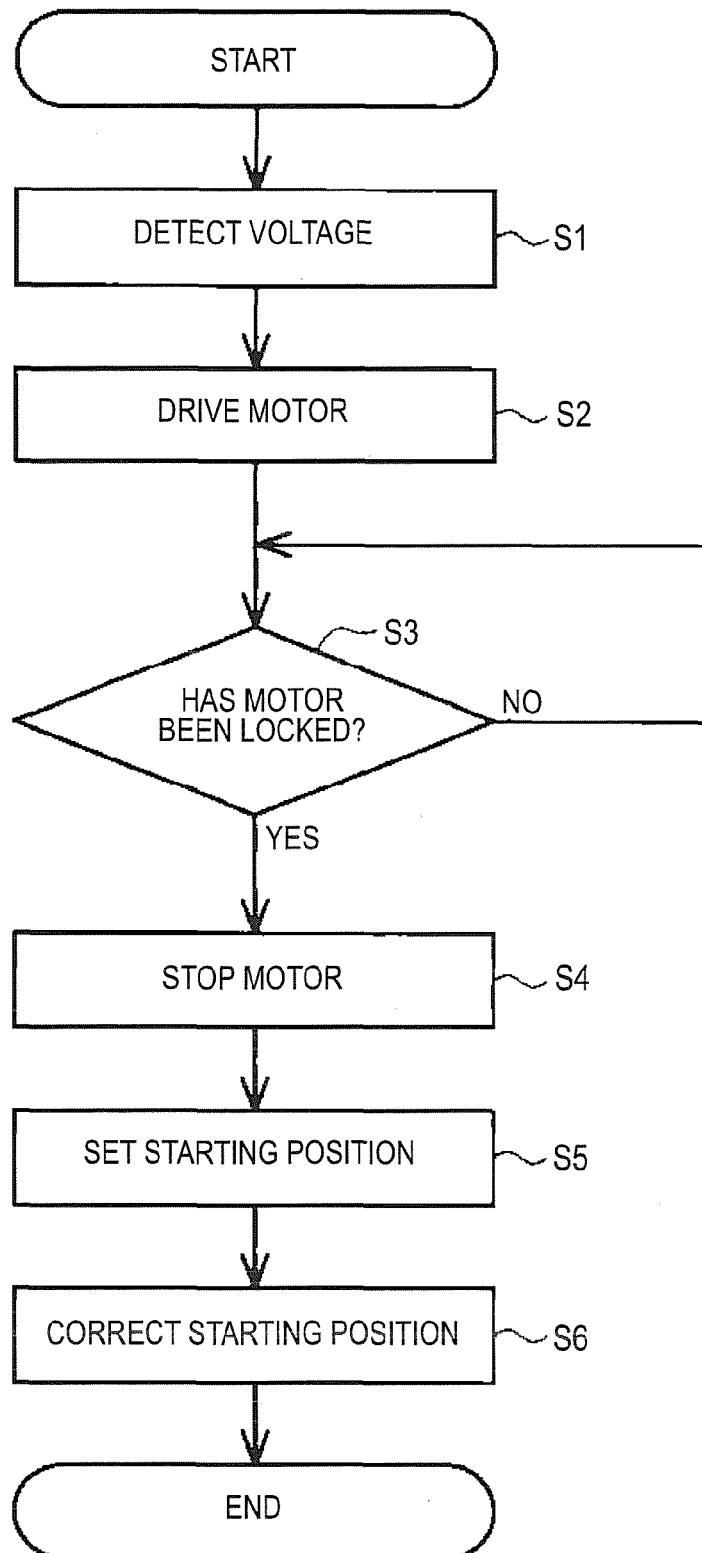 START
DETECT VOLTAGE
S1
DRIVE MOTOR
S2
S3
HAS MOTOR
BEEN LOCKED?
NO
YES
STOP MOTOR
S4
SET STARTING POSITION
S5
CORRECT STARTING POSITION
S6
END